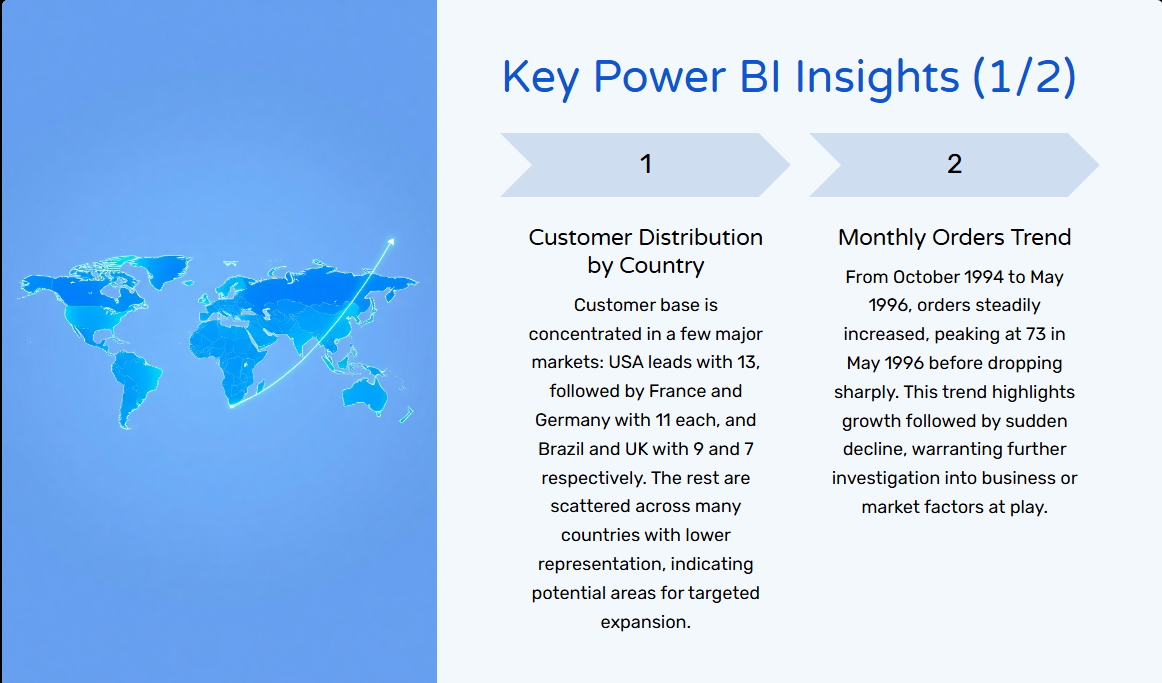 Key Power BI Insights (1/2)
1
Customer Distribution
by Country
Customer base is
concentrated in a few major
markets: USA leads with 13,
followed by France and
Germany with 11 each, and
Brazil and UK with 9 and 7
respectively. The rest are
scattered across many
countries with lower
representation, indicating
potential areas for targeted
expansion.
2
Monthly Orders Trend
From October 1994 to May
1996, orders steadily
increased, peaking at 73 in
May 1996 before dropping
sharply. This trend highlights
growth followed by sudden
decline, warranting further
investigation into business or
market factors at play.